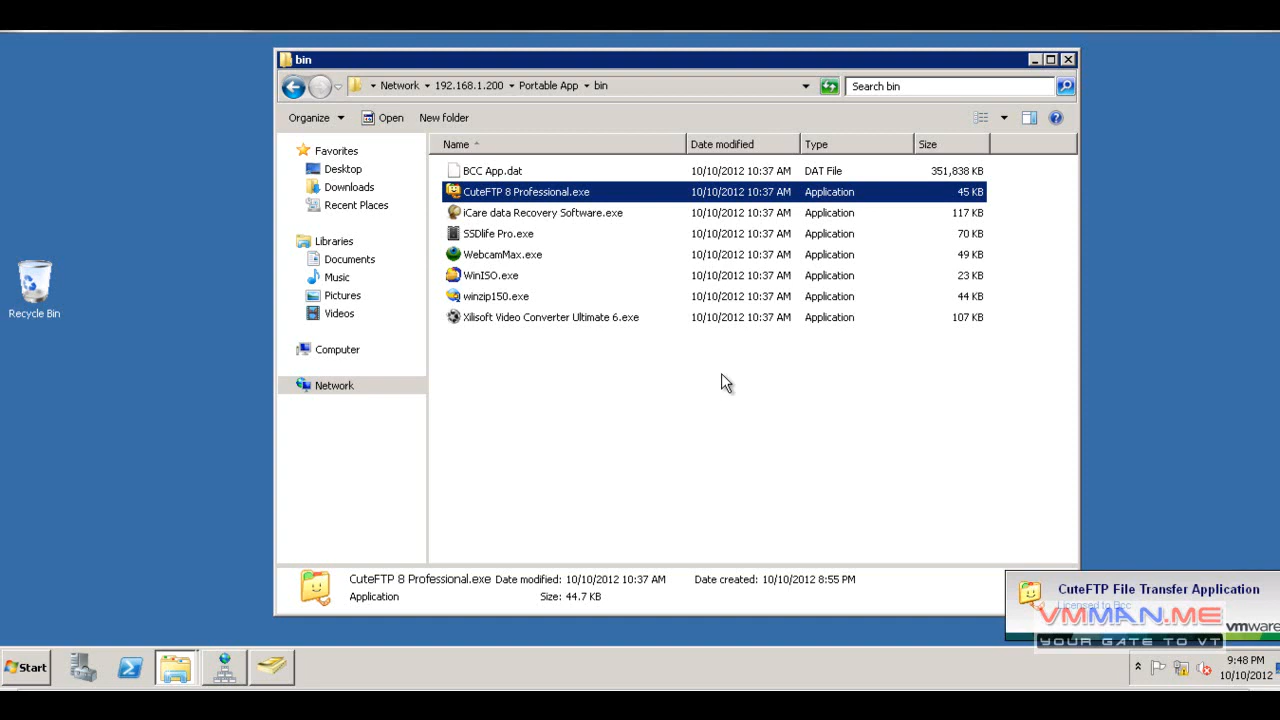 bin
Network
192.168.1.200
Portable App
bin
Search bin
Organize
Open
New folder
Name
Date modified
Type
Size
Favorites
Desktop
Downloads
Recent Places
Libraries
Documents
Music
Pictures
Videos
Computer
Network
BCC App.dat 10/10/2012 10:37 AM DAT File 351,838 KB
CuteFTP 8 Professional.exe 10/10/2012 10:37 AM Application 45 KB
iCare data Recovery Software.exe 10/10/2012 10:37 AM Application 117 KB
SSDlife Pro.exe 10/10/2012 10:37 AM Application 70 KB
WebcamMax.exe 10/10/2012 10:37 AM Application 49 KB
WinISO.exe 10/10/2012 10:37 AM Application 23 KB
winzip150.exe 10/10/2012 10:37 AM Application 44 KB
Xilisoft Video Converter Ultimate 6.exe 10/10/2012 10:37 AM Application 107 KB
Recycle Bin
CuteFTP 8 Professional.exe Date modified: 10/10/2012 10:37 AM Date created: 10/10/2012 8:55 PM
Application Size: 44.7 KB
CuteFTP File Transfer Application
Licensed to Bcc
VMMAN.ME
vmware
YOUR GATE TO VT
Start
9:48 PM
10/10/2012